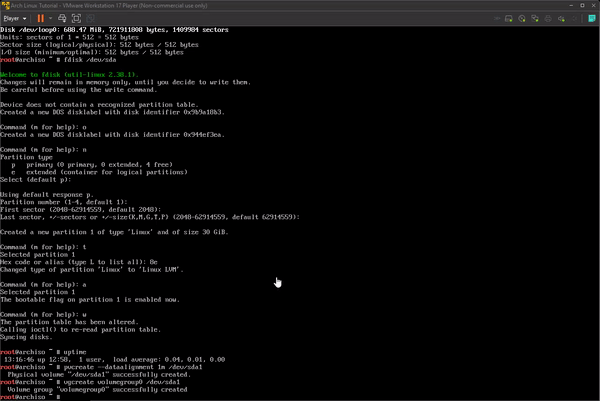 Arch Linux Tutorial - VMware Workstation 17 Player (Non-commercial use only)
Player
Disk /dev/loop0: 688.47 MiB, 721911808 bytes, 1409984 sectors
Units: sectors of 1 * 512 = 512 bytes
Sector size (logical/physical): 512 bytes / 512 bytes
I/O size (minimum/optimal): 512 bytes / 512 bytes
root@archiso ~ # fdisk /dev/sda
Welcome to fdisk (util-linux 2.38.1).
Changes will remain in memory only, until you decide to write them.
Be careful before using the write command.
Device does not contain a recognized partition table.
Created a new DOS disklabel with disk identifier 0x9b9a18b3.
Command (m for help): o
Created a new DOS disklabel with disk identifier 0x944ef3ea.
Command (m for help): n
Partition type
p primary (0 primary, 0 extended, 4 free)
e extended (container for logical partitions)
Select (default p):
Using default response p.
Partition number (1-4, default 1):
First sector (2048-62914559, default 2048):
Last sector, +/-sectors or +/-size{K,M,G,T,P} (2048-62914559, default 62914559):
Created a new partition 1 of type 'Linux' and of size 30 GiB.
Command (m for help): t
Selected partition 1
Hex code or alias (type L to list all): 8e
Changed type of partition 'Linux' to 'Linux LVM'.
Command (m for help): a
Selected partition 1
The bootable flag on partition 1 is enabled now.
Command (m for help): w
The partition table has been altered.
Calling ioctl() to re-read partition table.
Syncing disks.
root@archiso ~ # uptime
13:16:46 up 12:58, 1 user, load average: 0.04, 0.01, 0.00
root@archiso ~ # pvcreate --dataalignment 1m /dev/sda1
Physical volume "/dev/sda1" successfully created.
root@archiso ~ # vgcreate volumegroup0 /dev/sda1
Volume group "volumegroup0" successfully created
root@archiso ~ #